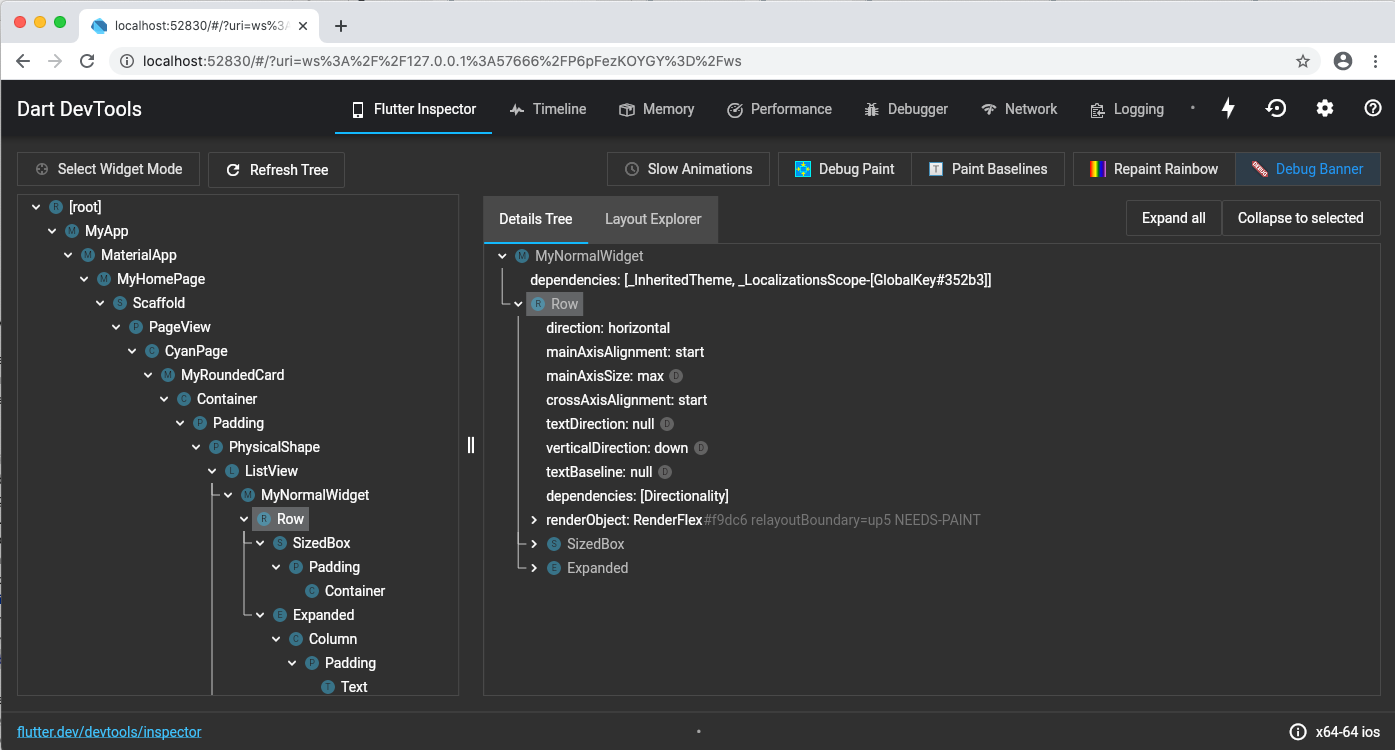 localhost:52830/#/?uri=ws%3A
localhost:52830/#/?uri=ws%3A%2F%2F127.0.0.1%3A57666%2FP6pFezKOYGY%3D%2Fws
Dart DevTools
Flutter Inspector
Timeline
Memory
Performance
Debugger
Network
Logging
Select Widget Mode
Refresh Tree
Slow Animations
Debug Paint
Paint Baselines
Repaint Rainbow
Debug Banner
R [root]
M MyApp
M MaterialApp
M MyHomePage
S Scaffold
P PageView
C CyanPage
M MyRoundedCard
C Container
P Padding
P PhysicalShape
L ListView
M MyNormalWidget
R Row
S SizedBox
P Padding
C Container
E Expanded
C Column
P Padding
T Text
Details Tree
Layout Explorer
Expand all
Collapse to selected
M MyNormalWidget
dependencies: [_InheritedTheme, _LocalizationsScope-[GlobalKey#352b3]]
R Row
direction: horizontal
mainAxisAlignment: start
mainAxisSize: max D
crossAxisAlignment: start
textDirection: null D
verticalDirection: down D
textBaseline: null D
dependencies: [Directionality]
renderObject: RenderFlex#f9dc6 relayoutBoundary=up5 NEEDS-PAINT
S SizedBox
E Expanded
flutter.dev/devtools/inspector
x64-64 ios